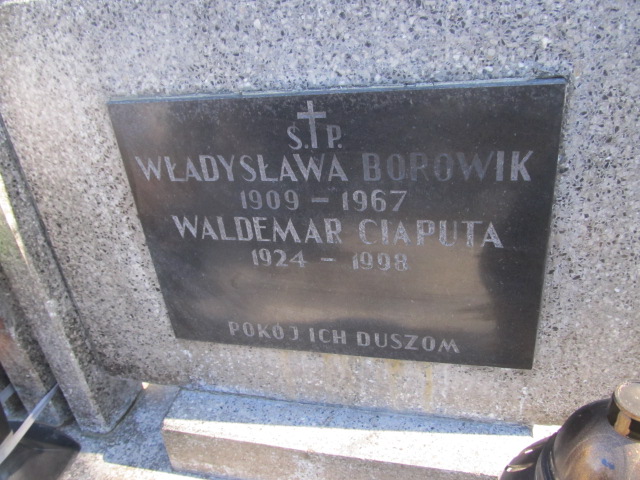 Ś.P.
WŁADYSŁAWA BOROWIK
1909 - 1967
WALDEMAR CIAPUTA
1924 - 1998
POKÓJ ICH DUSZOM